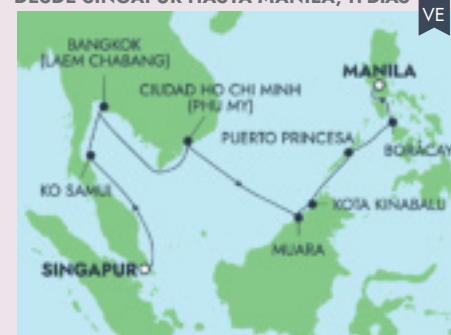 DESDE SINGAPUR HASTA MANILA, 11 DÍAS
VE
BANGKOK
(LAEM CHABANG)
MANILA
CIUDAD HO CHI MINH
(PHU MY)
PUERTO PRINCESA
BORACAY
KO SAMUI
KOTA KINABALU
MUARA
SINGAPUR